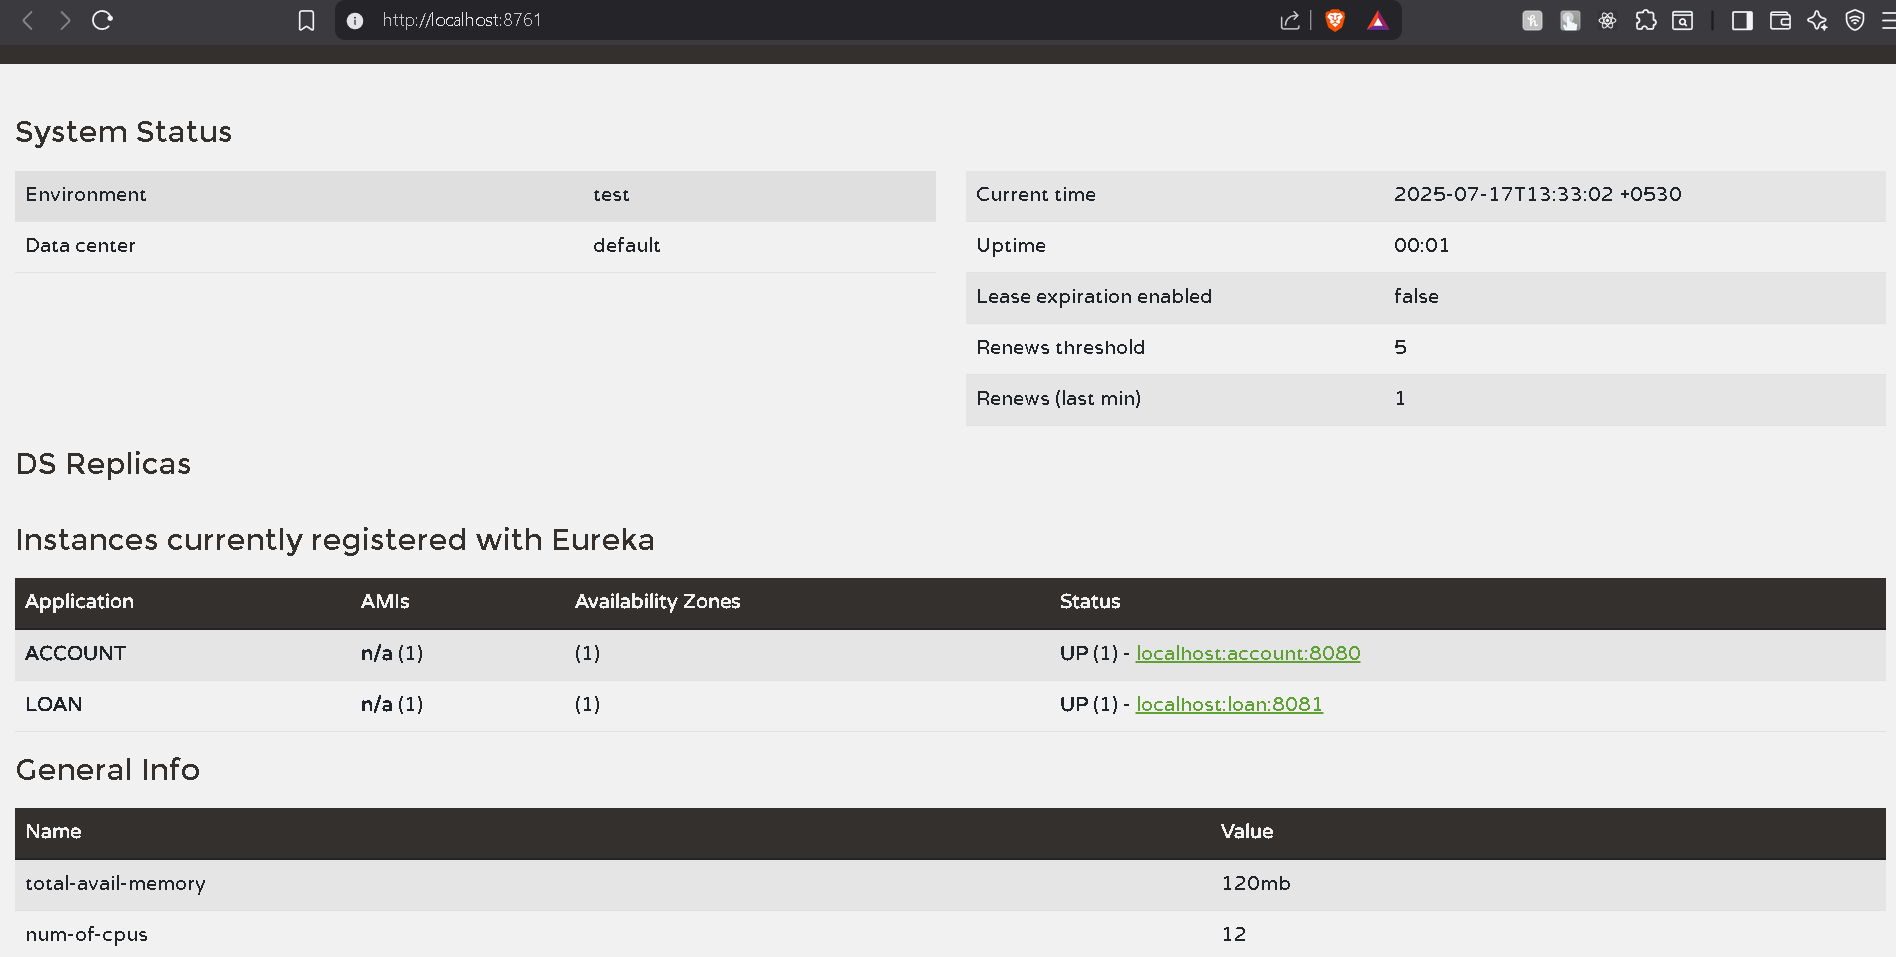 http://localhost:8761
System Status
Environment test
Data center default
Current time 2025-07-17T13:33:02 +0530
Uptime 00:01
Lease expiration enabled false
Renews threshold 5
Renews (last min) 1
DS Replicas
Instances currently registered with Eureka
Application AMIs Availability Zones Status
ACCOUNT n/a (1) (1) UP (1) - localhost:account:8080
LOAN n/a (1) (1) UP (1) - localhost:loan:8081
General Info
Name Value
total-avail-memory 120mb
num-of-cpus 12